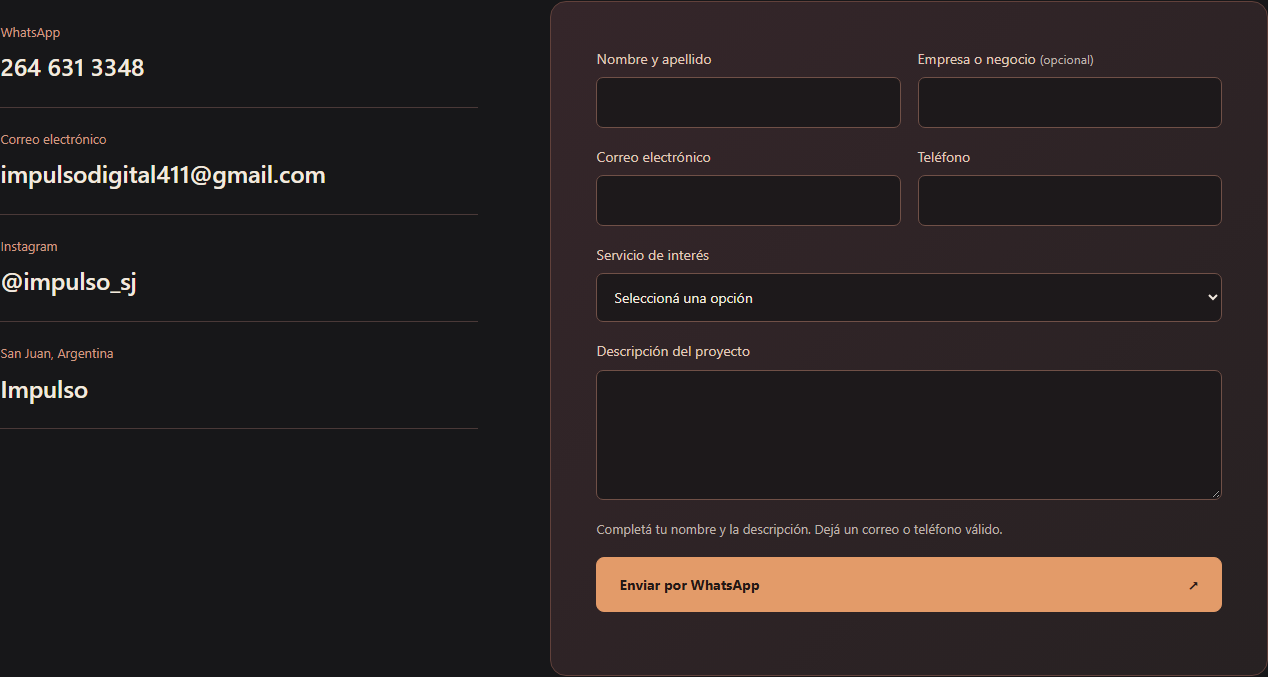 WhatsApp
264 631 3348
Correo electrónico
impulsodigital411@gmail.com
Instagram
@impulso_sj
San Juan, Argentina
Impulso
Nombre y apellido
Empresa o negocio (opcional)
Correo electrónico
Teléfono
Servicio de interés
Seleccioná una opción
Descripción del proyecto
Completá tu nombre y la descripción. Dejá un correo o teléfono válido.
Enviar por WhatsApp ↗